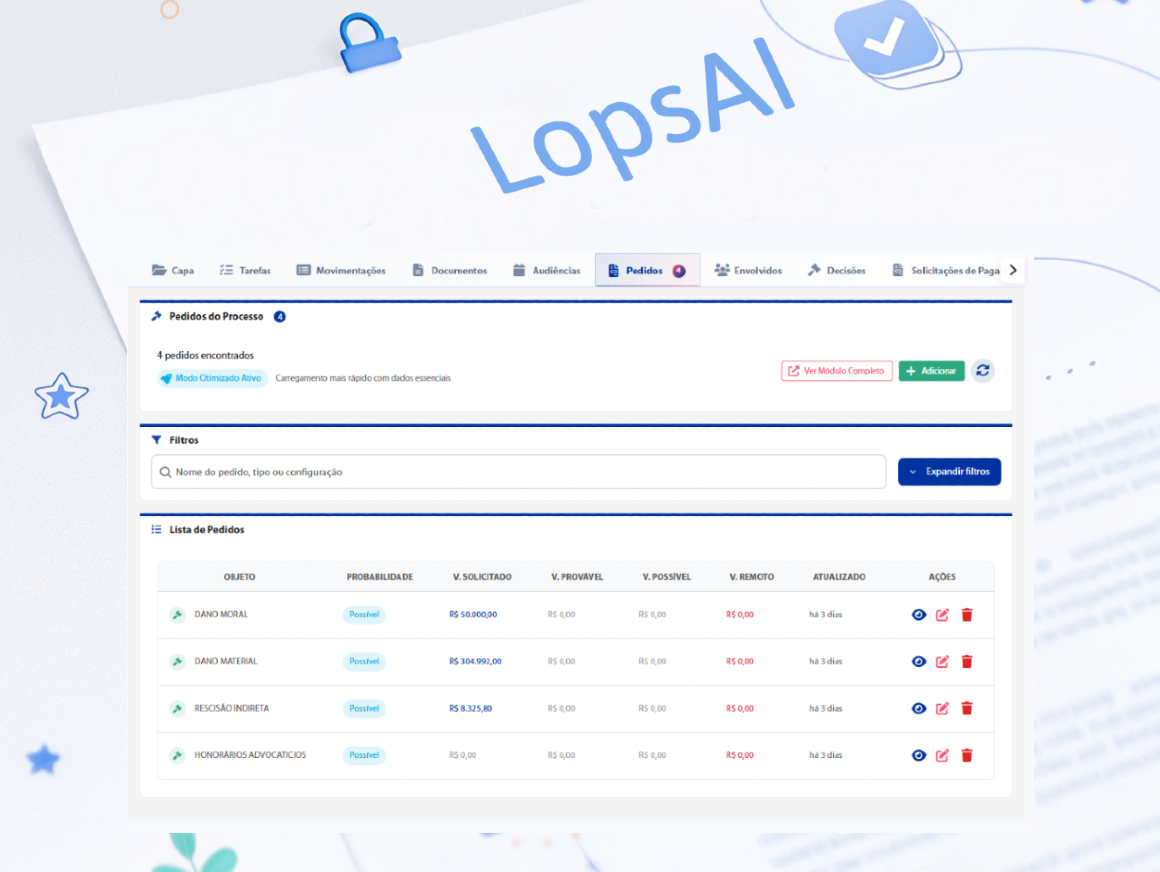 LopsAI
Capa Tarefas Movimentações Documentos Audiências Pedidos 4 Envolvidos Decisões Solicitações de Paga
Pedidos do Processo 4
4 pedidos encontrados
Modo Otimizado Ativo Carregamento mais rápido com dados essenciais
Ver Módulo Completo + Adicionar
Filtros
Nome do pedido, tipo ou configuração
Expandir filtros
Lista de Pedidos
OBJETO PROBABILIDADE V. SOLICITADO V. PROVÁVEL V. POSSÍVEL V. REMOTO ATUALIZADO AÇÕES
DANO MORAL Possível R$ 50.000,00 R$ 0,00 R$ 0,00 R$ 0,00 há 3 dias
DANO MATERIAL Possível R$ 304.992,00 R$ 0,00 R$ 0,00 R$ 0,00 há 3 dias
RESCISÃO INDIRETA Possível R$ 8.325,80 R$ 0,00 R$ 0,00 R$ 0,00 há 3 dias
HONORÁRIOS ADVOCATICIOS Possível R$ 0,00 R$ 0,00 R$ 0,00 R$ 0,00 há 3 dias